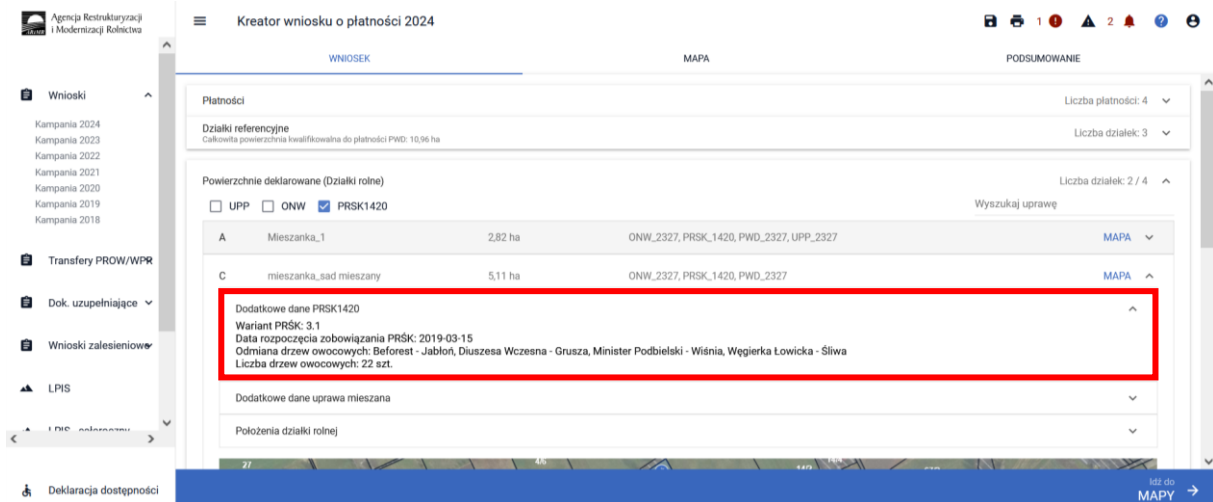 Agencja Restrukturyzacji
i Modernizacji Rolnictwa
ARiMR
Kreator wniosku o płatności 2024
1
2
WNIOSEK
MAPA
PODSUMOWANIE
Wnioski
Kampania 2024
Kampania 2023
Kampania 2022
Kampania 2021
Kampania 2020
Kampania 2019
Kampania 2018
Transfery PROW/WPR
Dok. uzupełniające
Wnioski zalesieniowe
LPIS
Deklaracja dostępności
Płatności
Liczba płatności: 4
Działki referencyjne
Liczba działek: 3
Całkowita powierzchnia kwalifikowalna do płatności PWD: 10,96 ha
Powierzchnie deklarowane (Działki rolne)
Liczba działek: 2 / 4
UPP ONW PRSK1420
Wyszukaj uprawę
A Mieszanka_1 2,82 ha ONW_2327, PRSK_1420, PWD_2327, UPP_2327 MAPA
C mieszanka_sad mieszany 5,11 ha ONW_2327, PRSK_1420, PWD_2327 MAPA
Dodatkowe dane PRSK1420
Wariant PRŚK: 3.1
Data rozpoczęcia zobowiązania PRŚK: 2019-03-15
Odmiana drzew owocowych: Beforest - Jabłoń, Diuszesa Wczesna - Grusza, Minister Podbielski - Wiśnia, Węgierka Łowicka - Śliwa
Liczba drzew owocowych: 22 szt.
Dodatkowe dane uprawa mieszana
Położenia działki rolnej
27
Idź do
MAPY